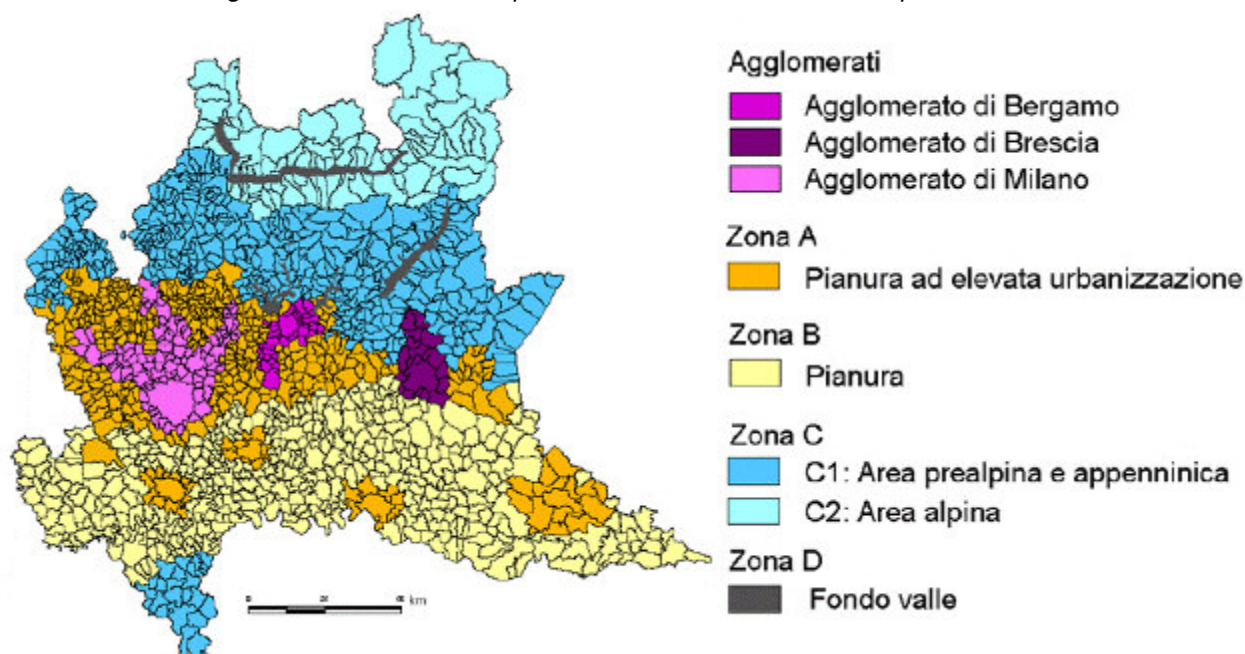 Agglomerati
Agglomerato di Bergamo
Agglomerato di Brescia
Agglomerato di Milano
Zona A
Pianura ad elevata urbanizzazione
Zona B
Pianura
Zona C
C1: Area prealpina e appenninica
C2: Area alpina
Zona D
Fondo valle
km